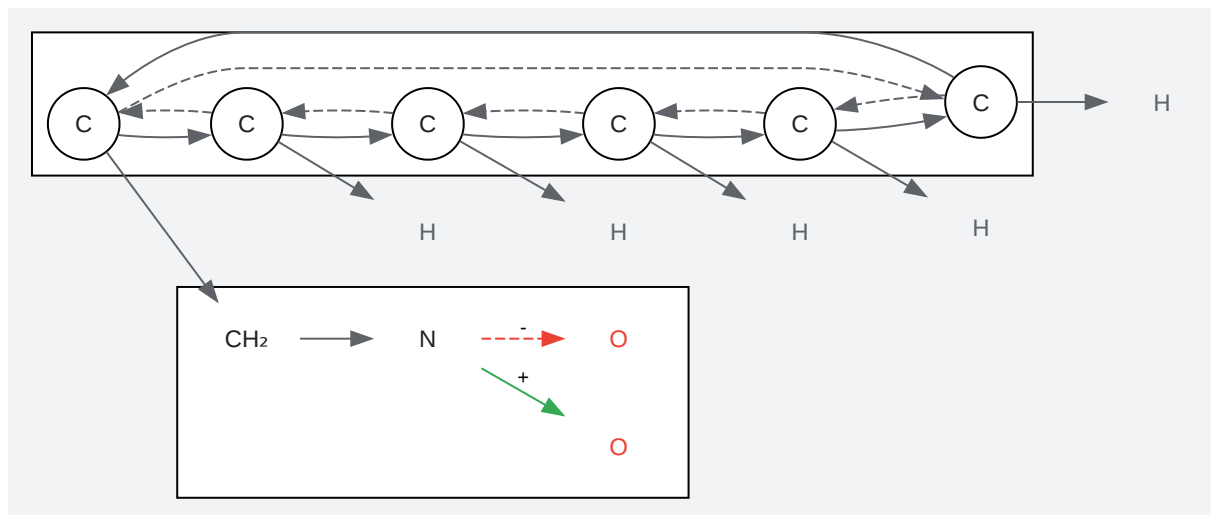 C C C C C C H
H H H H
CH₂ N - O
+
O